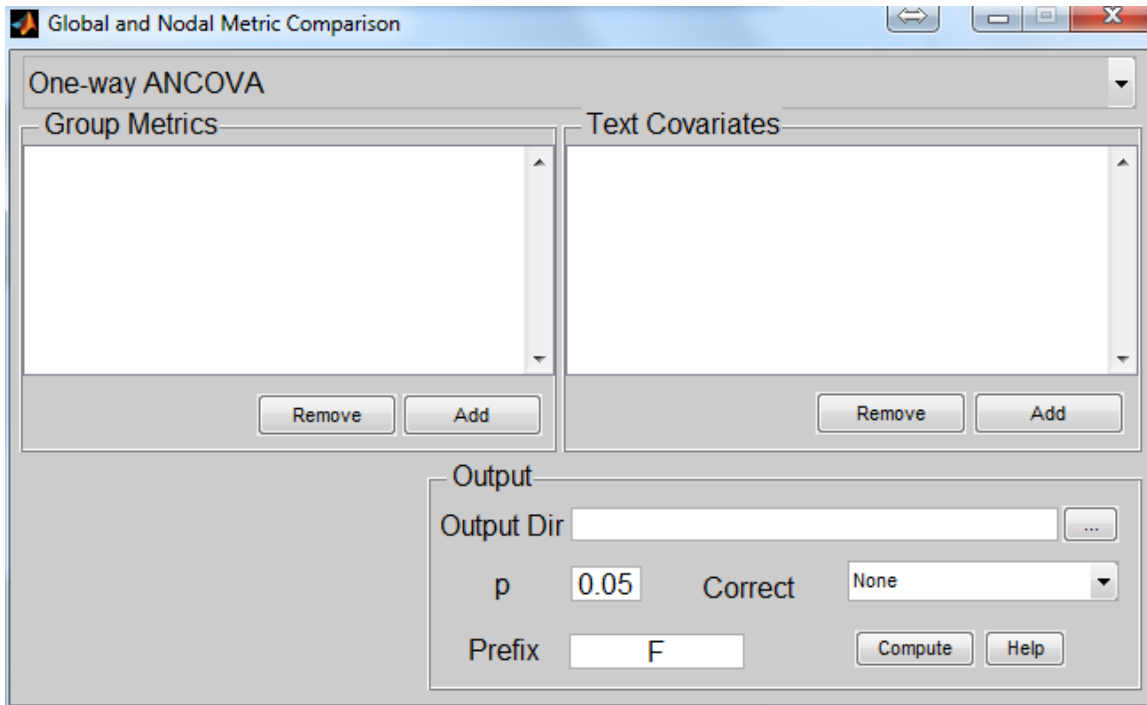 Global and Nodal Metric Comparison
One-way ANCOVA
Group Metrics
Text Covariates
Remove Add
Remove Add
Output
Output Dir ...
p 0.05 Correct None
Prefix F Compute Help